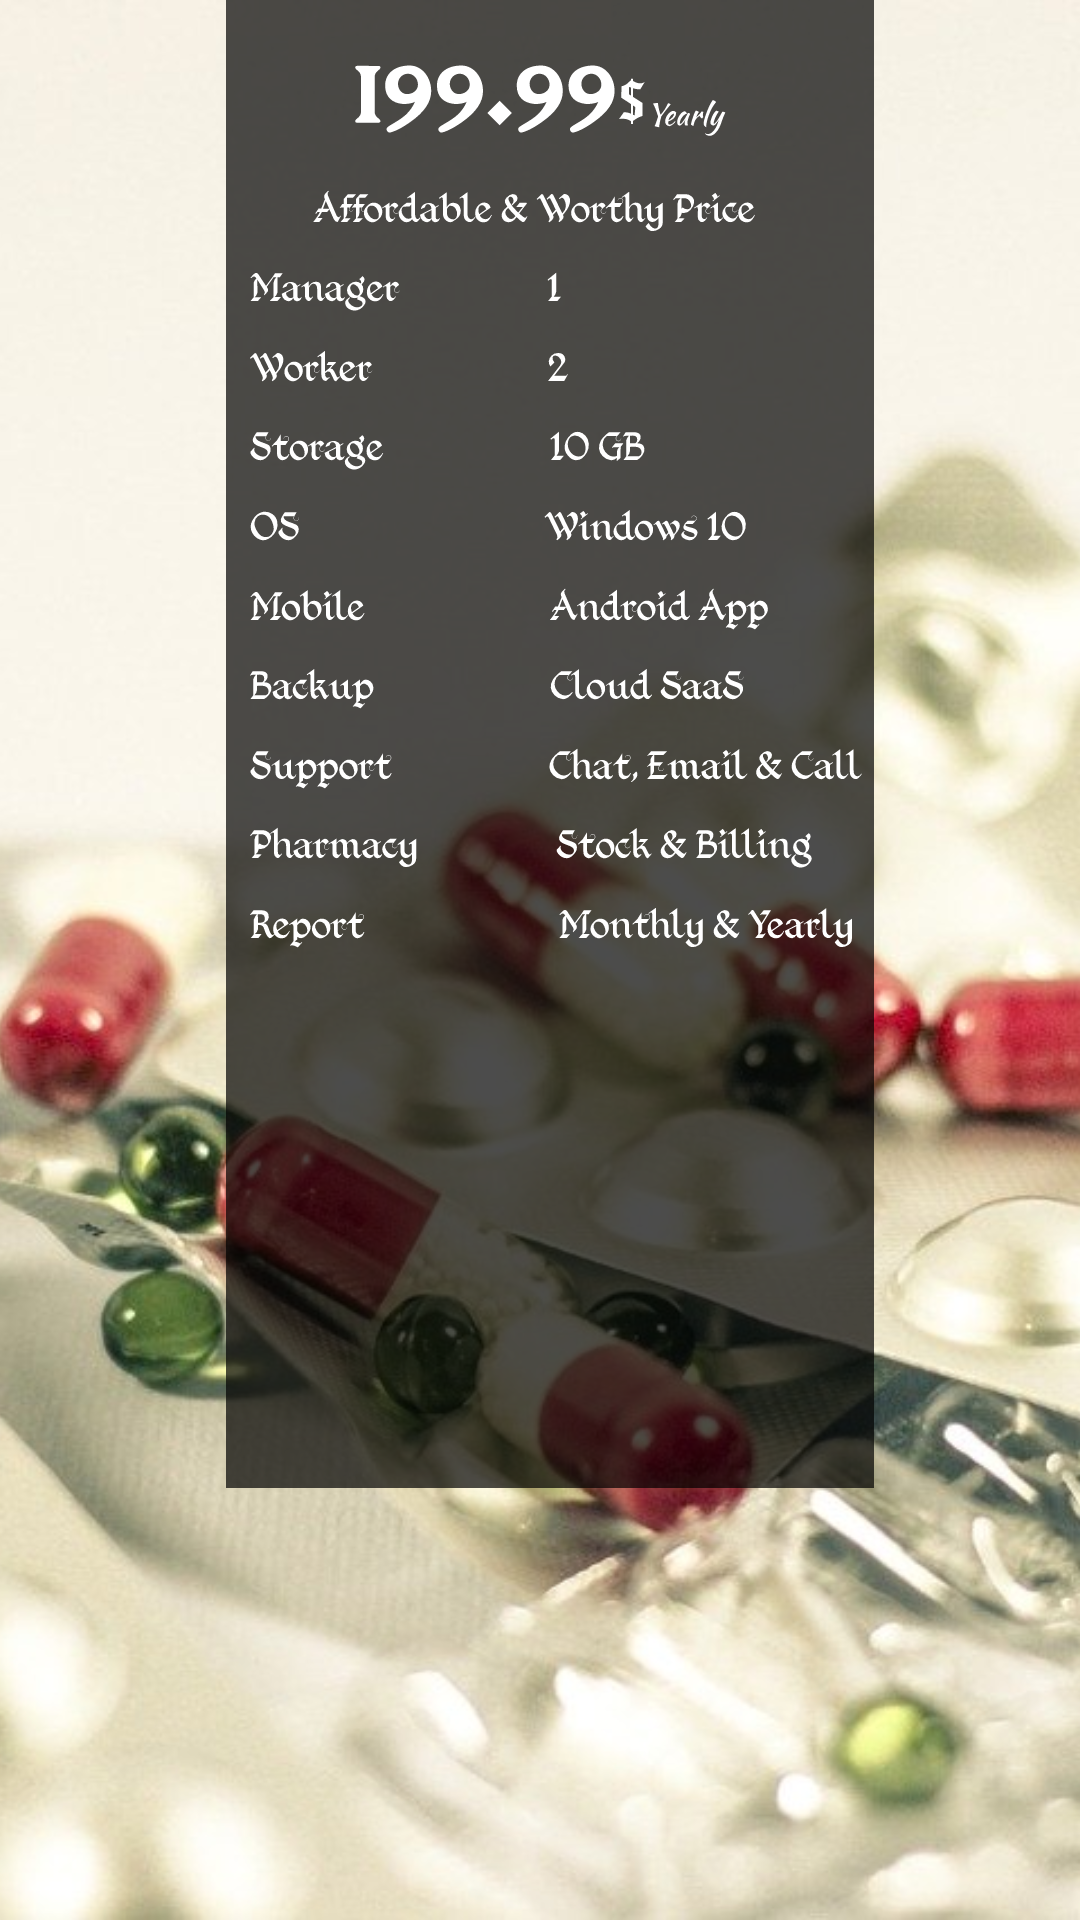 199.99$ Yearly
Affordable & Worthy Price
Manager 1
Worker 2
Storage 10 GB
OS Windows 10
Mobile Android App
Backup Cloud SaaS
Support Chat, Email & Call
Pharmacy Stock & Billing
Report Monthly & Yearly